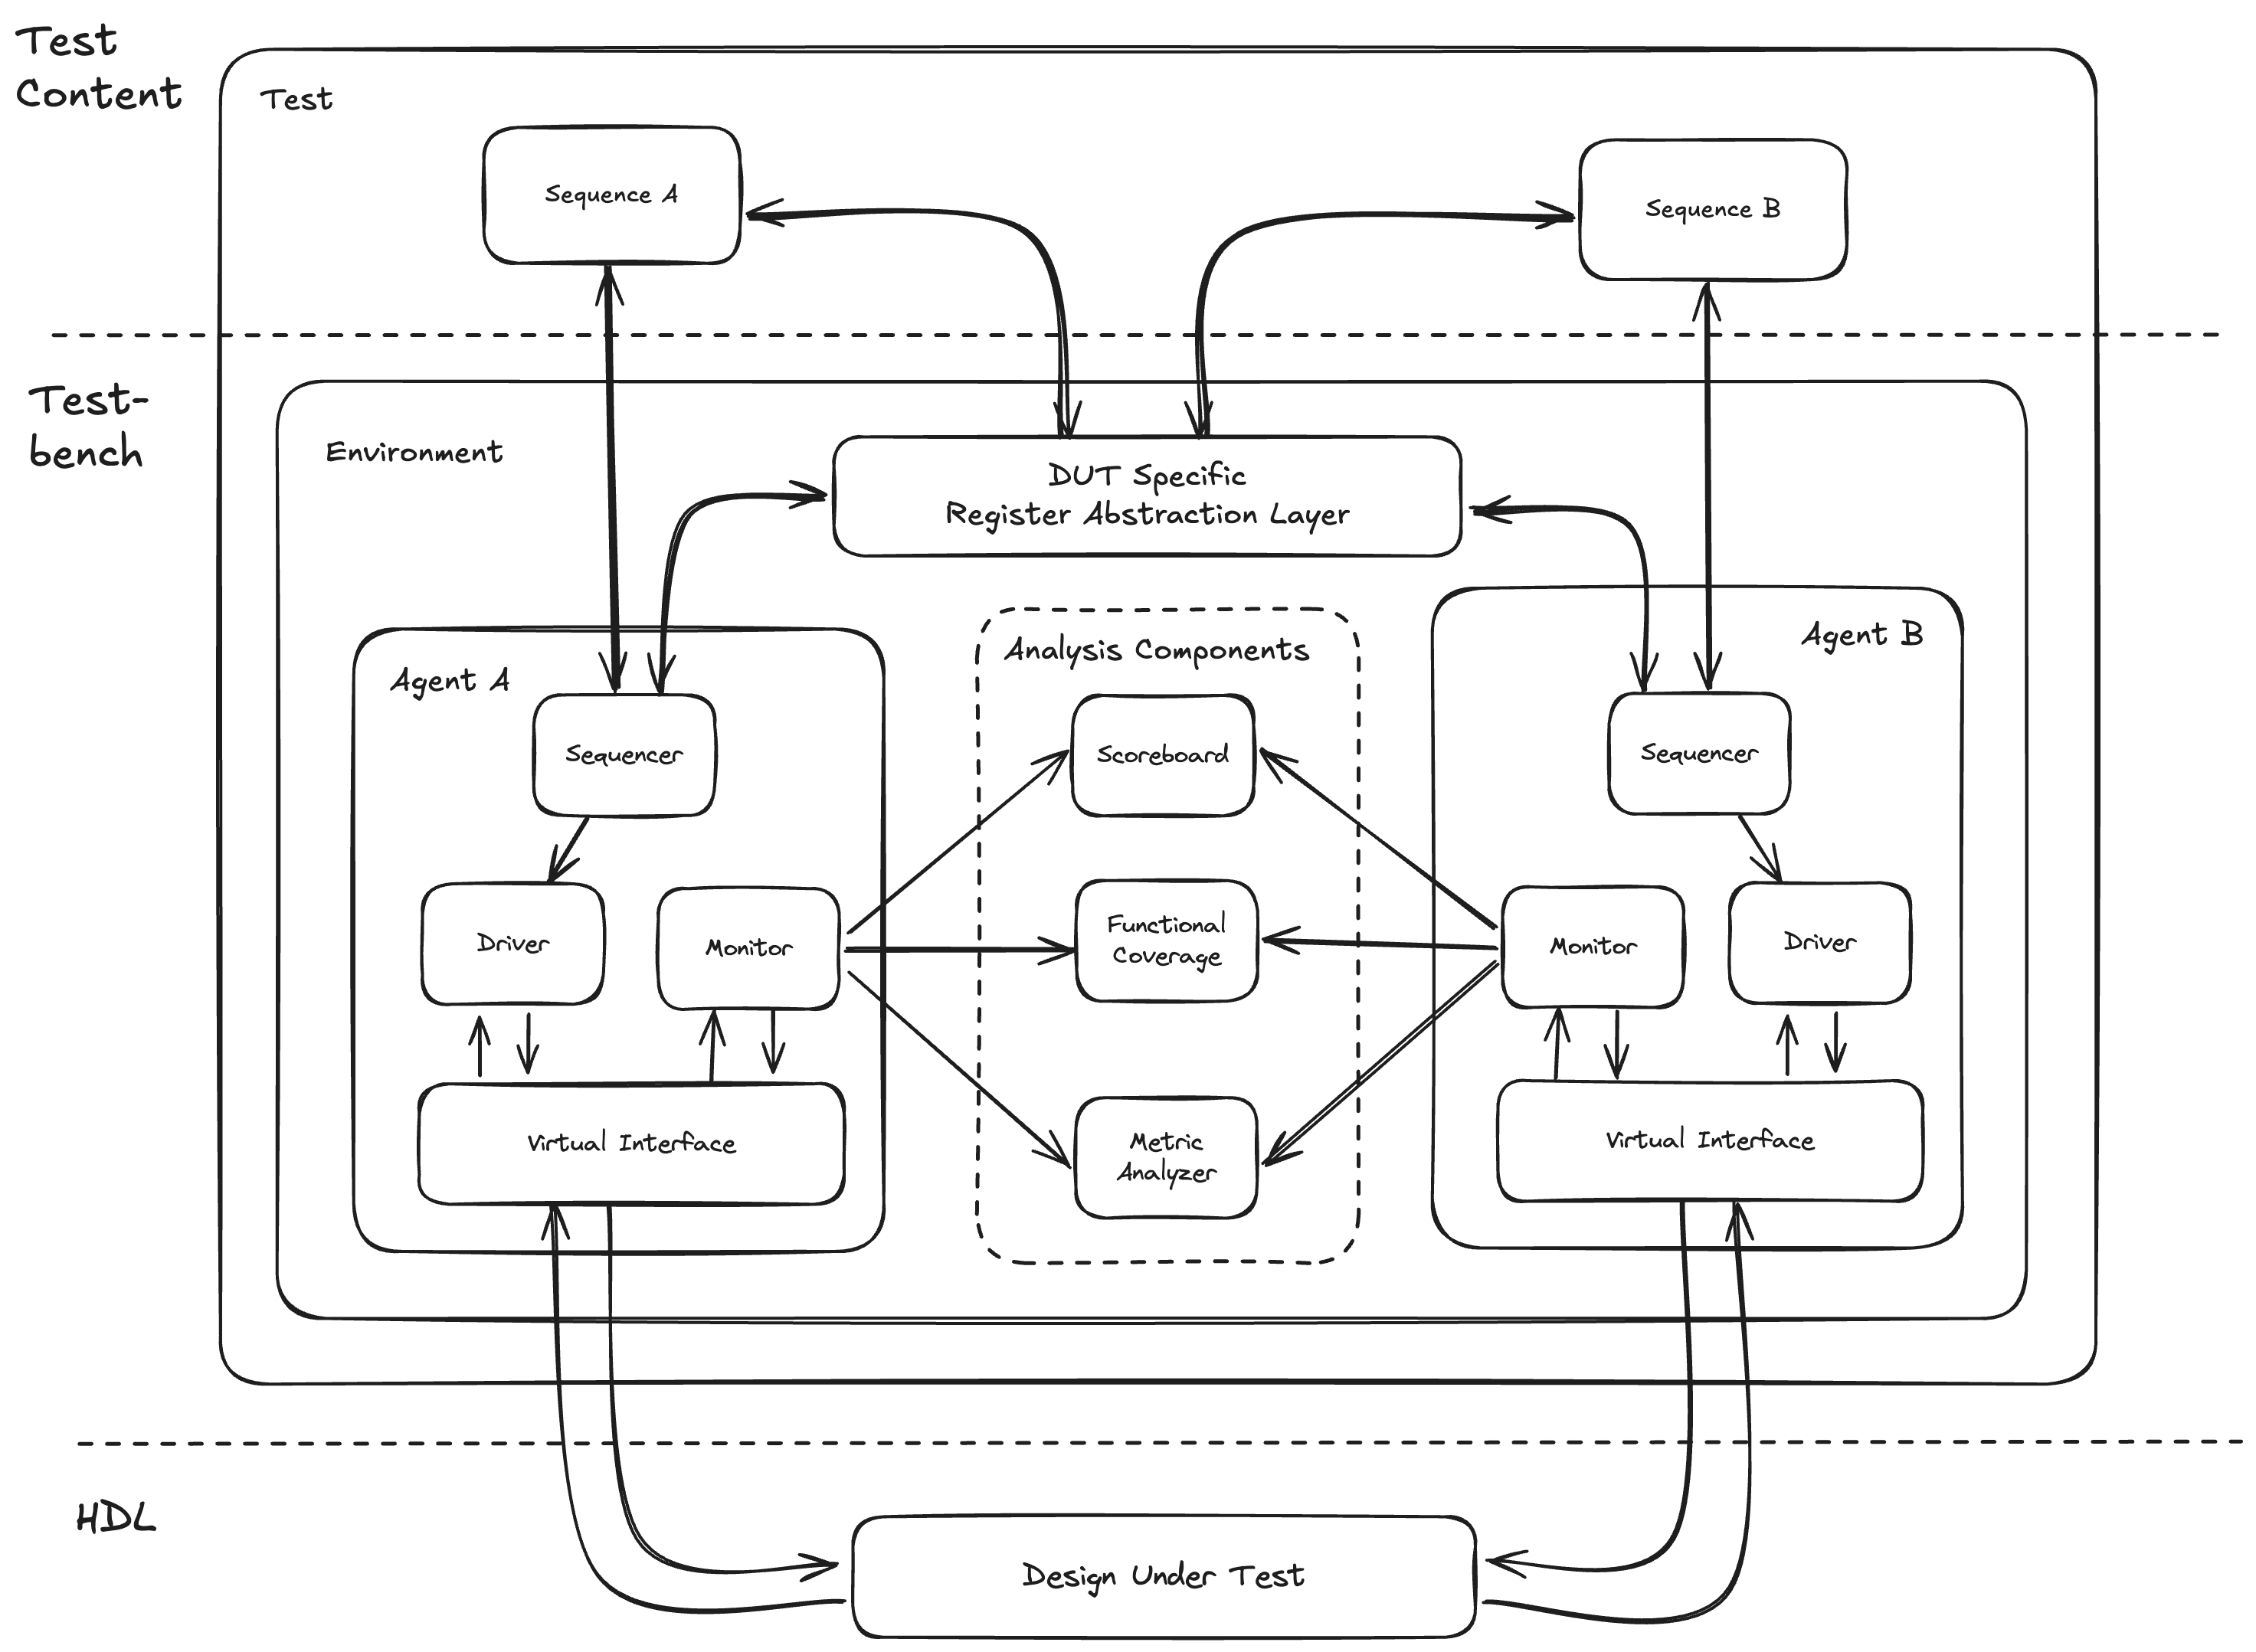 Test
Content
Test
Sequence A
Sequence B
Test-
bench
Environment
DUT Specific
Register Abstraction Layer
Agent A
Analysis Components
Agent B
Sequencer
Scoreboard
Sequencer
Driver
Monitor
Functional
Coverage
Monitor
Driver
Virtual Interface
Metric
Analyzer
Virtual Interface
HDL
Design Under Test